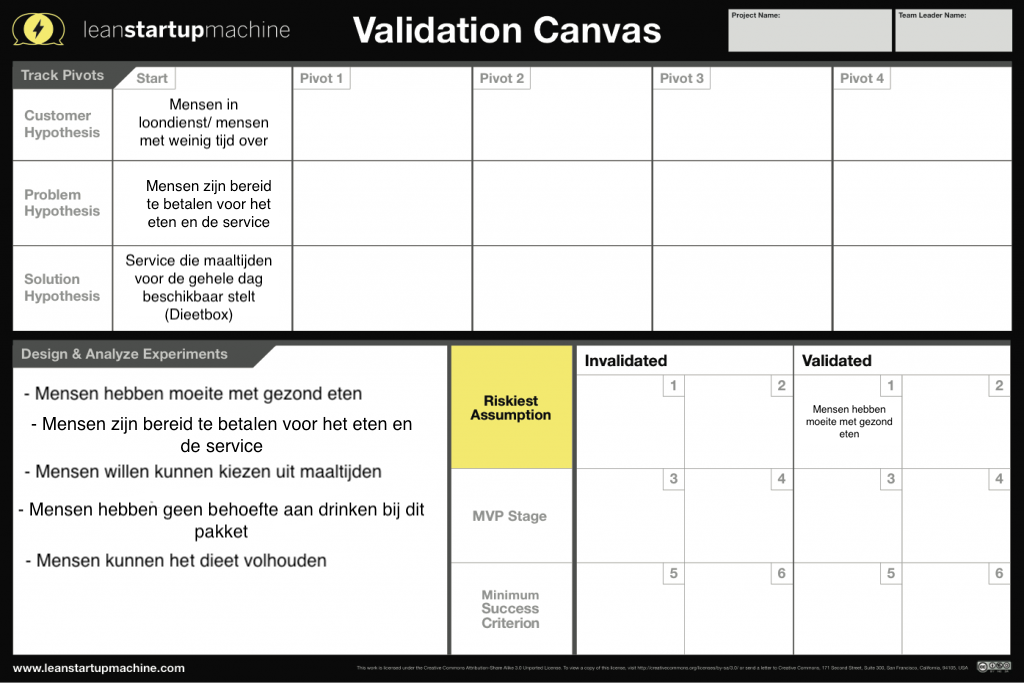 leanstartupmachine
Validation Canvas
Project Name:
Team Leader Name:
Track Pivots
Start
Pivot 1
Pivot 2
Pivot 3
Pivot 4
Customer
Hypothesis
Mensen in
loondienst/ mensen
met weinig tijd over
Problem
Hypothesis
Mensen zijn bereid
te betalen voor het
eten en de service
Solution
Hypothesis
Service die maaltijden
voor de gehele dag
beschikbaar stelt
(Dieetbox)
Design & Analyze Experiments
- Mensen hebben moeite met gezond eten
- Mensen zijn bereid te betalen voor het eten en
de service
- Mensen willen kunnen kiezen uit maaltijden
- Mensen hebben geen behoefte aan drinken bij dit
pakket
- Mensen kunnen het dieet volhouden
Riskiest
Assumption
MVP Stage
Minimum
Success
Criterion
Invalidated
1
2
3
4
5
6
Validated
1
Mensen hebben
moeite met gezond
eten
2
3
4
5
6
www.leanstartupmachine.com
This work is licensed under the Creative Commons Attribution-Share Alike 3.0 Unported License. To view a copy of this license, visit http://creativecommons.org/licenses/by-sa/3.0/ or send a letter to Creative Commons, 171 Second Street, Suite 300, San Francisco, California, 94105, USA